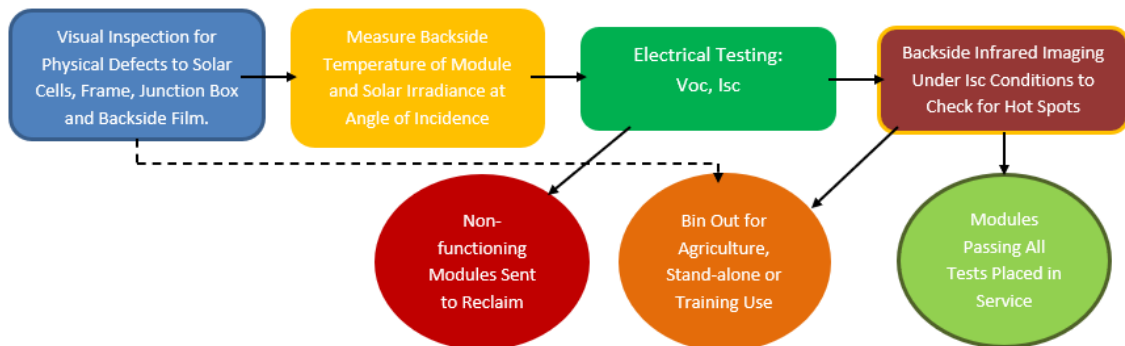 Visual Inspection for
Physical Defects to Solar
Cells, Frame, Junction Box
and Backside Film.
Measure Backside
Temperature of Module
and Solar Irradiance at
Angle of Incidence
Electrical Testing:
Voc, Isc
Backside Infrared Imaging
Under Isc Conditions to
Check for Hot Spots
Non-
functioning
Modules Sent
to Reclaim
Bin Out for
Agriculture,
Stand-alone or
Training Use
Modules
Passing All
Tests Placed in
Service